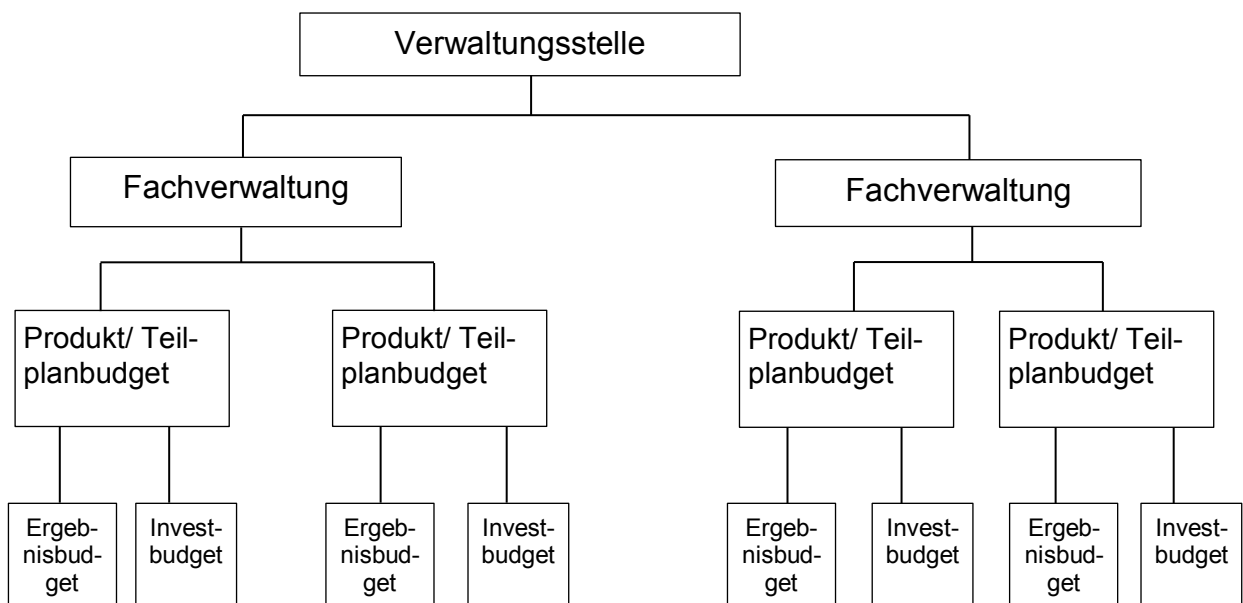 Verwaltungsstelle
Fachverwaltung
Fachverwaltung
Produkt/ Teil-
planbudget
Produkt/ Teil-
planbudget
Produkt/ Teil-
planbudget
Produkt/ Teil-
planbudget
Ergeb-
nisbud-
get
Invest-
budget
Ergeb-
nisbud-
get
Invest-
budget
Ergeb-
nisbud-
get
Invest-
budget
Ergeb-
nisbud-
get
Invest-
budget